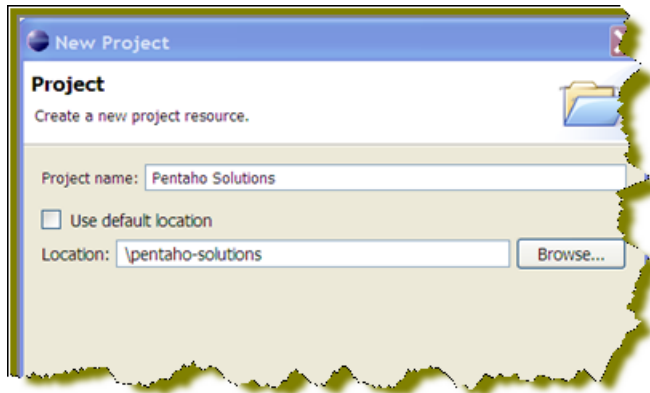 New Project
Project
Create a new project resource.
Project name: Pentaho Solutions
Use default location
Location: \pentaho-solutions Browse...